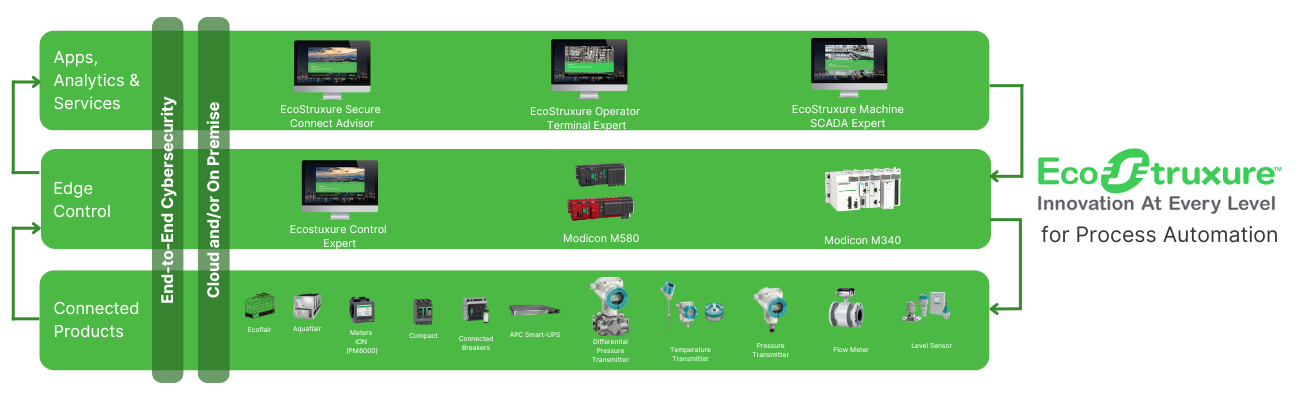 Apps,
Analytics &
Services
EcoStruxure Secure
Connect Advisor
EcoStruxure Operator
Terminal Expert
EcoStruxure Machine
SCADA Expert
End-to-End Cybersecurity
Cloud and/or On Premise
Edge
Control
Ecostuxure Control
Expert
Modicon M580
Modicon M340
Connected
Products
Ecoflair
Aquaflair
Meters
ION
(PM8000)
Compact
Connected
Breakers
APC Smart-UPS
Differential
Pressure
Transmitter
Temperature
Transmitter
Pressure
Transmitter
Flow Meter
Level Sensor
EcoStruxure™
Innovation At Every Level
for Process Automation